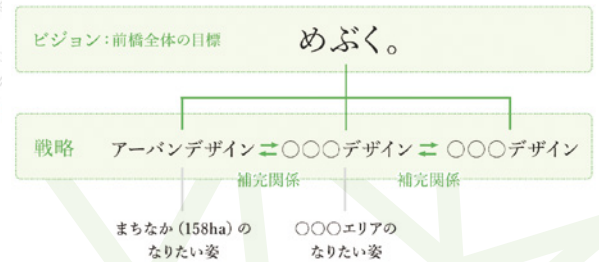 ビジョン：前橋全体の目標 めぶく。
戦略 アーバンデザイン⇄○○○デザイン⇄○○○デザイン
補完関係 補完関係
まちなか（158ha）の
なりたい姿
○○○エリアの
なりたい姿